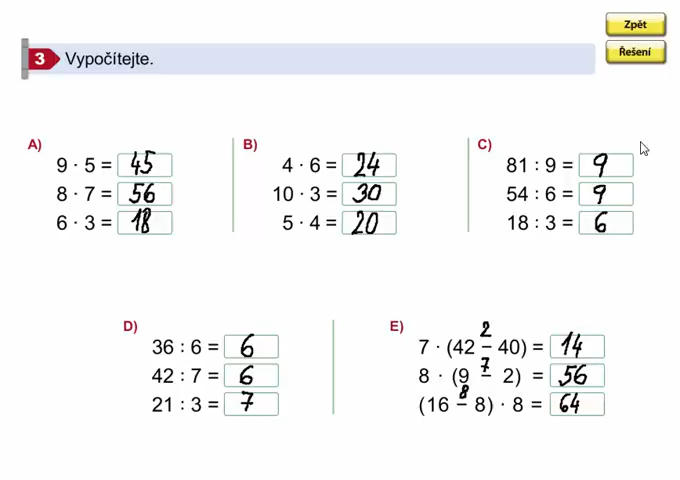 Zpět
Řešení
3 Vypočítejte.
A)
9 · 5 = 45
8 · 7 = 56
6 · 3 = 18
B)
4 · 6 = 24
10 · 3 = 30
5 · 4 = 20
C)
81 : 9 = 9
54 : 6 = 9
18 : 3 = 6
D)
36 : 6 = 6
42 : 7 = 6
21 : 3 = 7
E)
2
7 · (42 – 40) = 14
7
8 · (9 – 2) = 56
8
(16 – 8) · 8 = 64